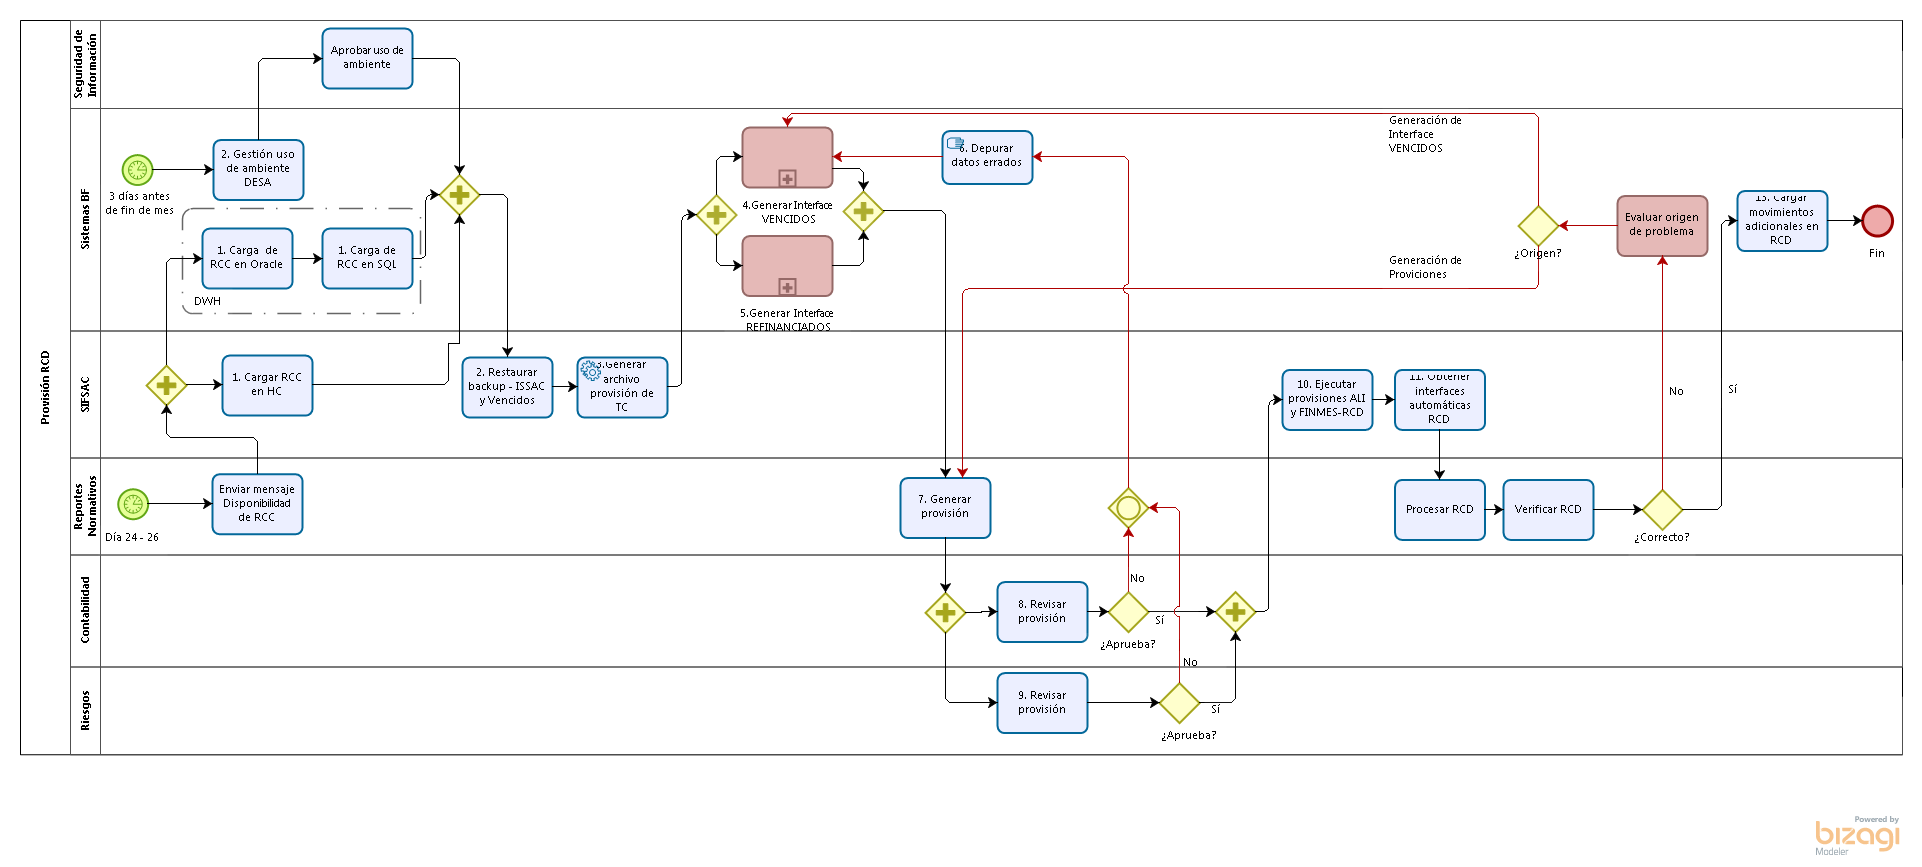 Provisión RCD
Seguridad de
Información
Aprobar uso de
ambiente
Sistemas BF
3 días antes
de fin de mes
2. Gestión uso
de ambiente
DESA
1. Carga de
RCC en Oracle
1. Carga de
RCC en SQL
DWH
4.Generar Interface
VENCIDOS
5.Generar Interface
REFINANCIADOS
6. Depurar
datos errados
Generación de
Interface
VENCIDOS
Generación de
Proviciones
¿Origen?
Evaluar origen
de problema
13. Cargar
movimientos
adicionales en
RCD
Fin
SIFSAC
1. Cargar RCC
en HC
2. Restaurar
backup - ISSAC
y Vencidos
3.Generar
archivo
provisión de
TC
10. Ejecutar
provisiones ALI
y FINMES-RCD
11. Obtener
interfaces
automáticas
RCD
No
Sí
Reportes
Normativos
Día 24 - 26
Enviar mensaje
Disponibilidad
de RCC
7. Generar
provisión
Procesar RCD
Verificar RCD
¿Correcto?
Contabilidad
8. Revisar
provisión
No
Sí
¿Aprueba?
Riesgos
9. Revisar
provisión
No
Sí
¿Aprueba?
Powered by
bizagi
Modeler